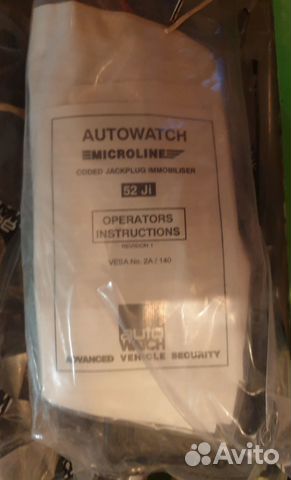 AUTOWATCH
MICROLINE
CODED JACKPLUG IMMOBILISER
52 Ji
OPERATORS
INSTRUCTIONS
REVISION 1
VESA No. 2A / 140
auto
WATCH
ADVANCED VEHICLE SECURITY
Avito